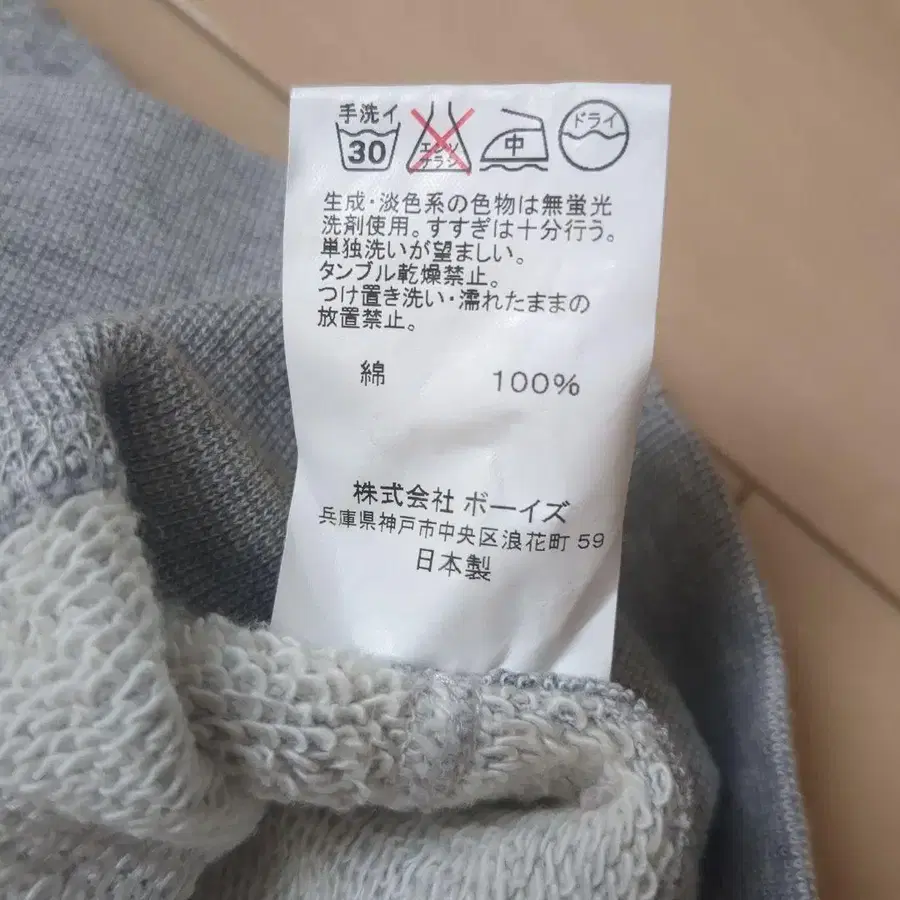 手洗イ
30
エンソ
サラシ
中
ドライ
生成・淡色系の色物は無蛍光
洗剤使用。すすぎは十分行う。
単独洗いが望ましい。
タンブル乾燥禁止。
つけ置き洗い・濡れたままの
放置禁止。
綿 100%
株式会社 ボーイズ
兵庫県神戸市中央区浪花町 59
日本製